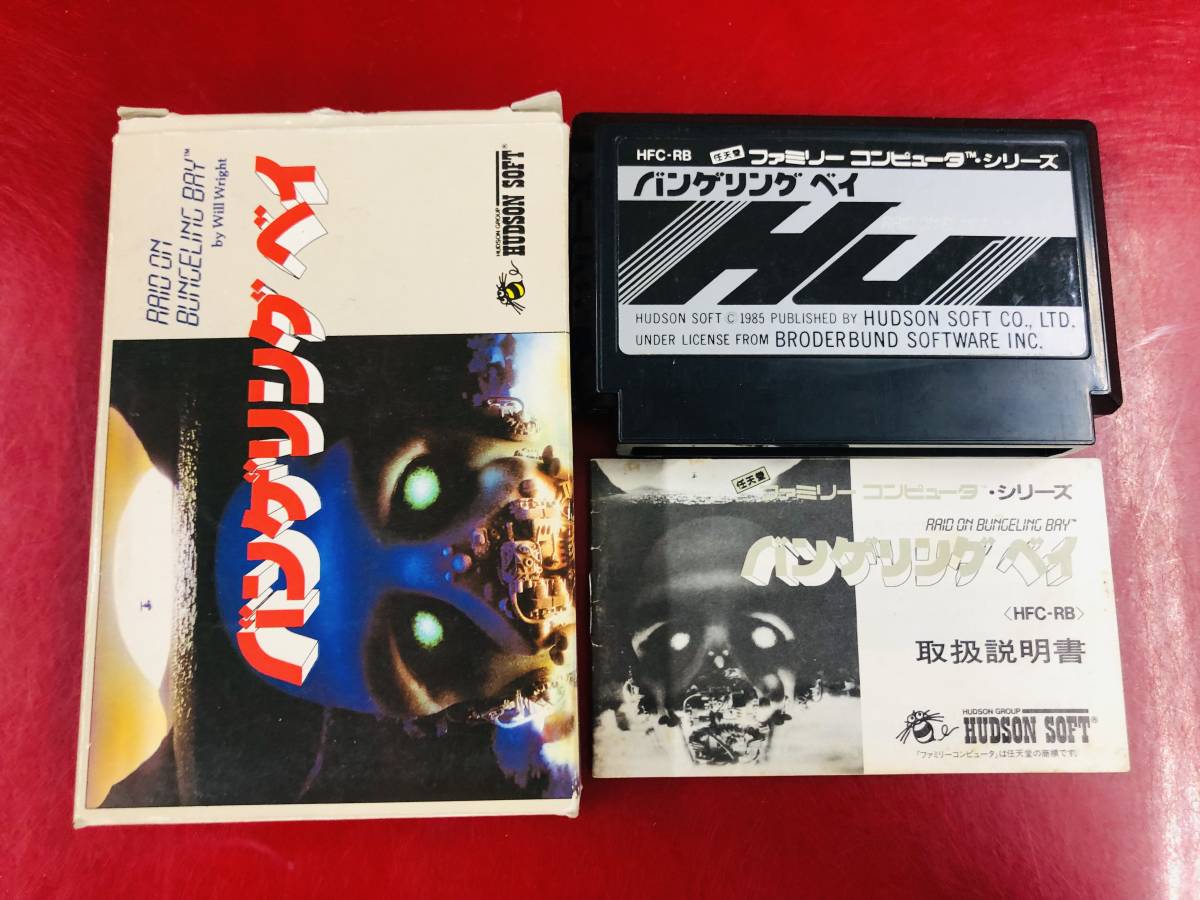 RAID ON
BUNGELING BAY™
by Will Wright
バンゲリング ベイ
HUDSON GROUP
HUDSON SOFT®
HFC-RB 任天堂 ファミリー コンピュータ™・シリーズ
バンゲリング ベイ
HU
HUDSON SOFT © 1985 PUBLISHED BY HUDSON SOFT CO., LTD.
UNDER LICENSE FROM BRODERBUND SOFTWARE INC.
任天堂 ファミリー コンピュータ™・シリーズ
RAID ON BUNGELING BAY™
バンゲリング ベイ
〈HFC-RB〉
取扱説明書
HUDSON GROUP
HUDSON SOFT®
「ファミリーコンピュータ」は任天堂の商標です。